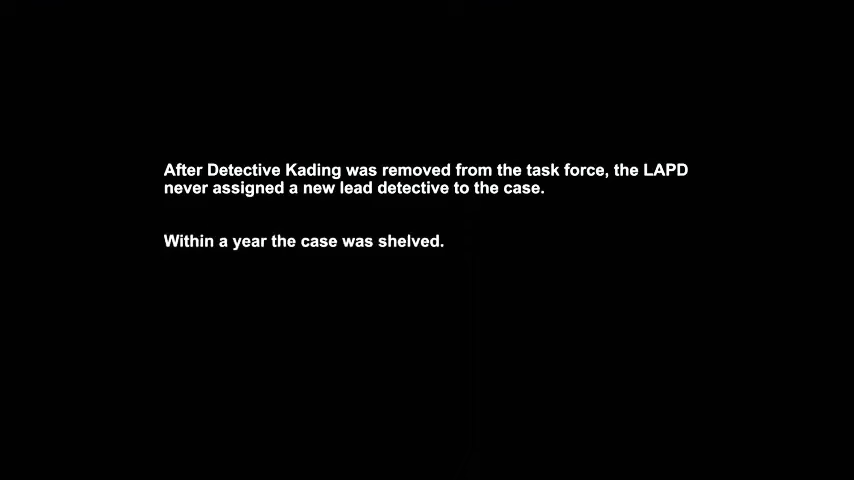 After Detective Kading was removed from the task force, the LAPD
never assigned a new lead detective to the case.
Within a year the case was shelved.